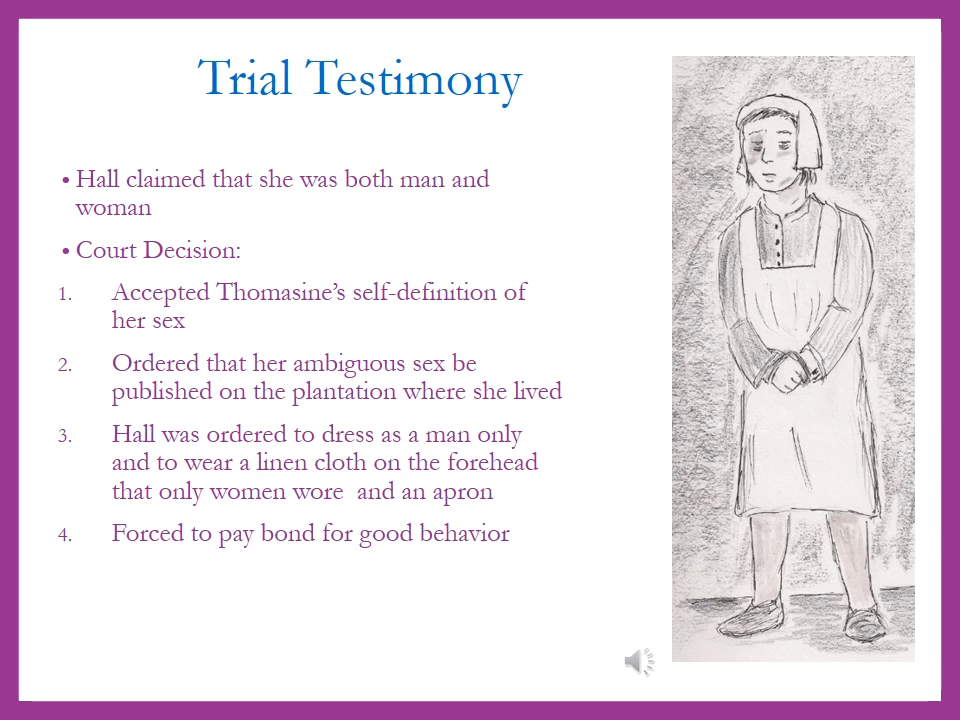 Trial Testimony
• Hall claimed that she was both man and
woman
• Court Decision:
1. Accepted Thomasine’s self-definition of
her sex
2. Ordered that her ambiguous sex be
published on the plantation where she lived
3. Hall was ordered to dress as a man only
and to wear a linen cloth on the forehead
that only women wore  and an apron
4. Forced to pay bond for good behavior